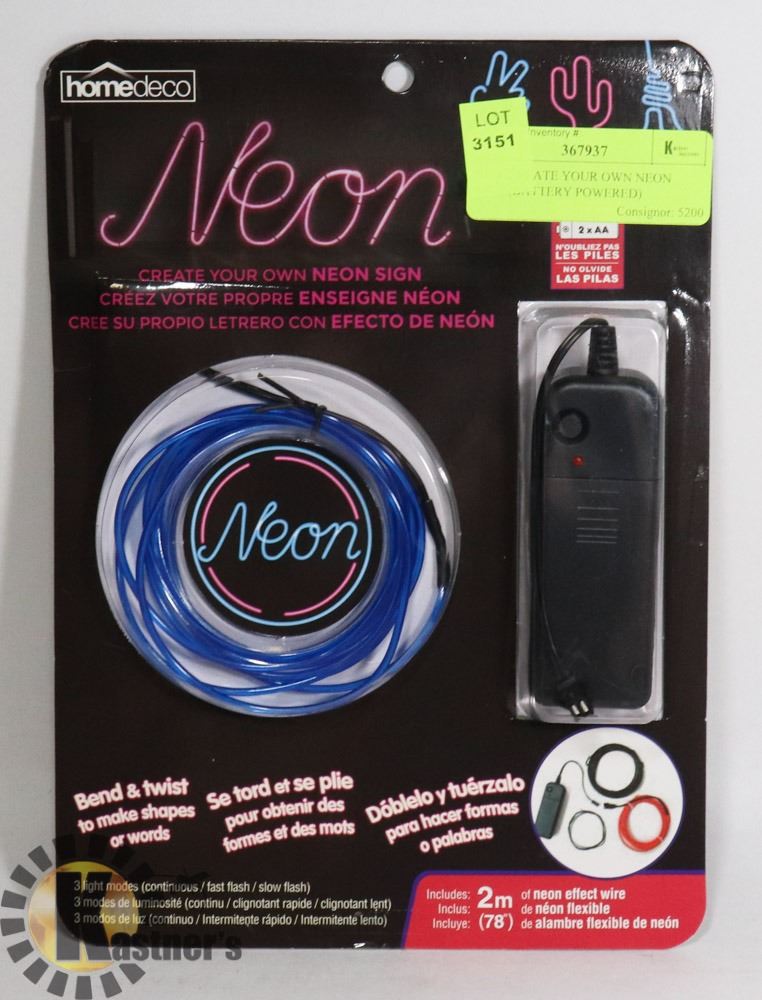 homedeco
Neon
CREATE YOUR OWN NEON SIGN
CRÉEZ VOTRE PROPRE ENSEIGNE NÉON
CREE SU PROPIO LETRERO CON EFECTO DE NEÓN
LOT
3151
Inventory #
367937
ATE YOUR OWN NEON
TTERY POWERED)
Consignor: 5200
2 x AA
N'OUBLIEZ PAS
LES PILES
NO OLVIDE
LAS PILAS
Neon
Bend & twist
to make shapes
or words
Se tord et se plie
pour obtenir des
formes et des mots
Dóblelo y tuérzalo
para hacer formas
o palabras
3 light modes (continuous / fast flash / slow flash)
3 modes de luminosité (continu / clignotant rapide / clignotant lent)
3 modos de luz (continuo / Intermitente rápido / Intermitente lento)
Includes: 2m of neon effect wire
Inclus: de néon flexible
Incluye: (78") de alambre flexible de neón
Kastner's